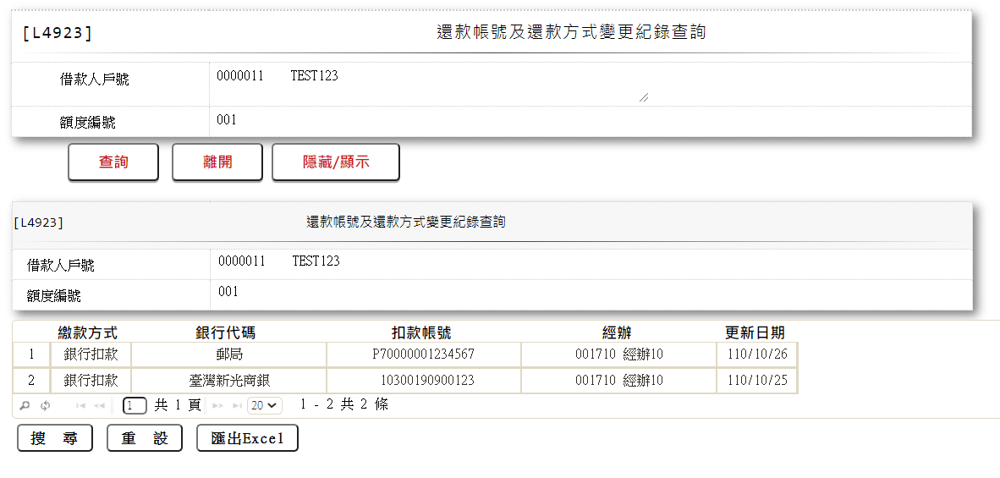 [L4923] 還款帳號及還款方式變更紀錄查詢
借款人戶號 0000011 TEST123
額度編號 001
查詢 離開 隱藏/顯示
[L4923] 還款帳號及還款方式變更紀錄查詢
借款人戶號 0000011 TEST123
額度編號 001
繳款方式 銀行代碼 扣款帳號 經辦 更新日期
1 銀行扣款 郵局 P70000001234567 001710 經辦10 110/10/26
2 銀行扣款 臺灣新光商銀 10300190900123 001710 經辦10 110/10/25
1 共 1 頁 20 1 - 2 共 2 條
搜 尋 重 設 匯出Excel